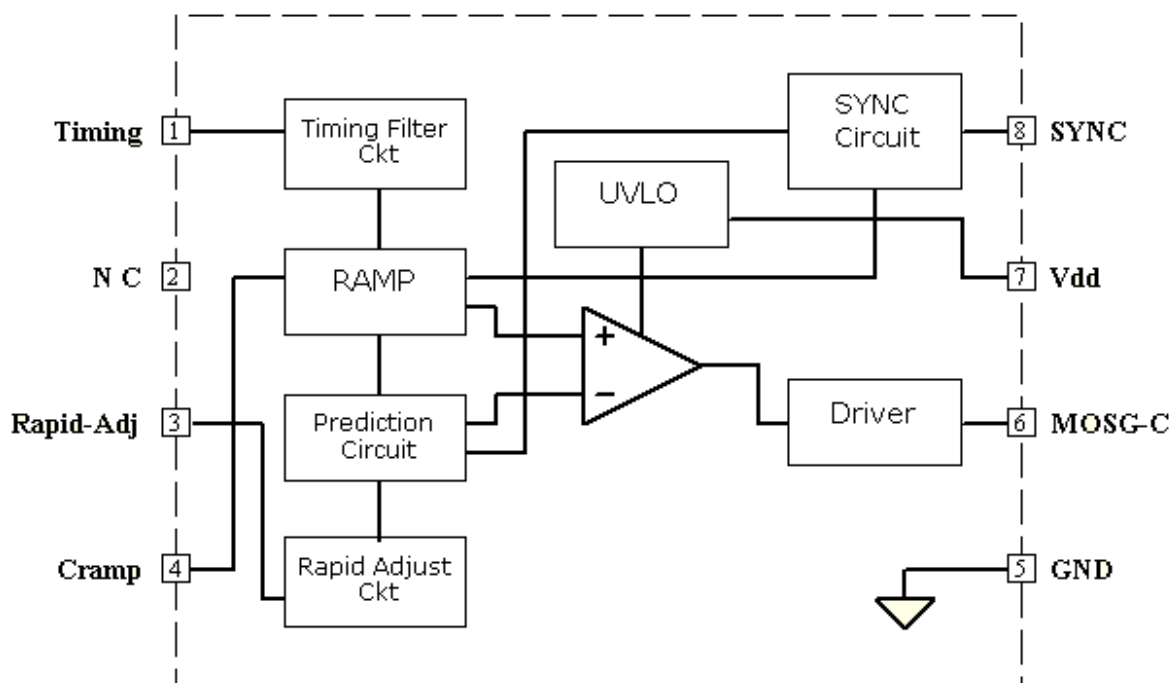 Timing
1
N C
2
Rapid-Adj
3
Cramp
4
Timing Filter
Ckt
RAMP
Prediction
Circuit
Rapid Adjust
Ckt
UVLO
+
−
SYNC
Circuit
Driver
8
SYNC
7
Vdd
6
MOSG-C
5
GND